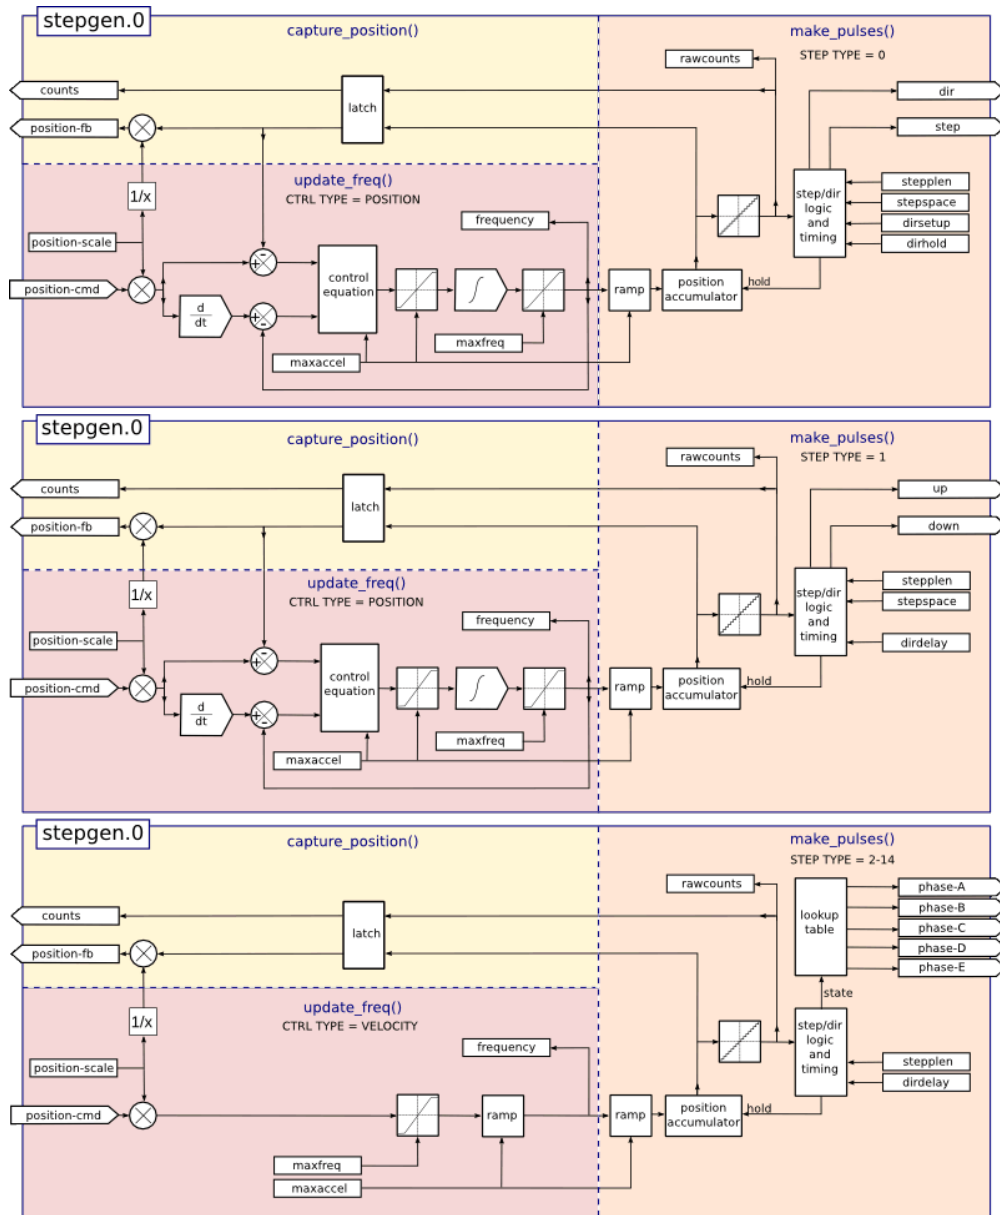 stepgen.0
capture_position()
make_pulses()
STEP TYPE = 0
rawcounts
counts
latch
dir
position-fb
step
update_freq()
CTRL TYPE = POSITION
1/x
stepplen
stepspace
dirsetup
dirhold
step/dir
logic
and
timing
frequency
position-scale
position-cmd
control
equation
ramp
position
accumulator
hold
d
dt
∫
maxfreq
maxaccel
stepgen.0
capture_position()
make_pulses()
STEP TYPE = 1
rawcounts
counts
latch
up
position-fb
down
update_freq()
CTRL TYPE = POSITION
1/x
stepplen
stepspace
dirdelay
step/dir
logic
and
timing
frequency
position-scale
position-cmd
control
equation
ramp
position
accumulator
hold
d
dt
∫
maxfreq
maxaccel
stepgen.0
capture_position()
make_pulses()
STEP TYPE = 2-14
rawcounts
lookup
table
phase-A
phase-B
phase-C
phase-D
phase-E
counts
latch
position-fb
state
update_freq()
CTRL TYPE = VELOCITY
1/x
step/dir
logic
and
timing
frequency
stepplen
dirdelay
position-scale
position-cmd
ramp
ramp
position
accumulator
hold
maxfreq
maxaccel